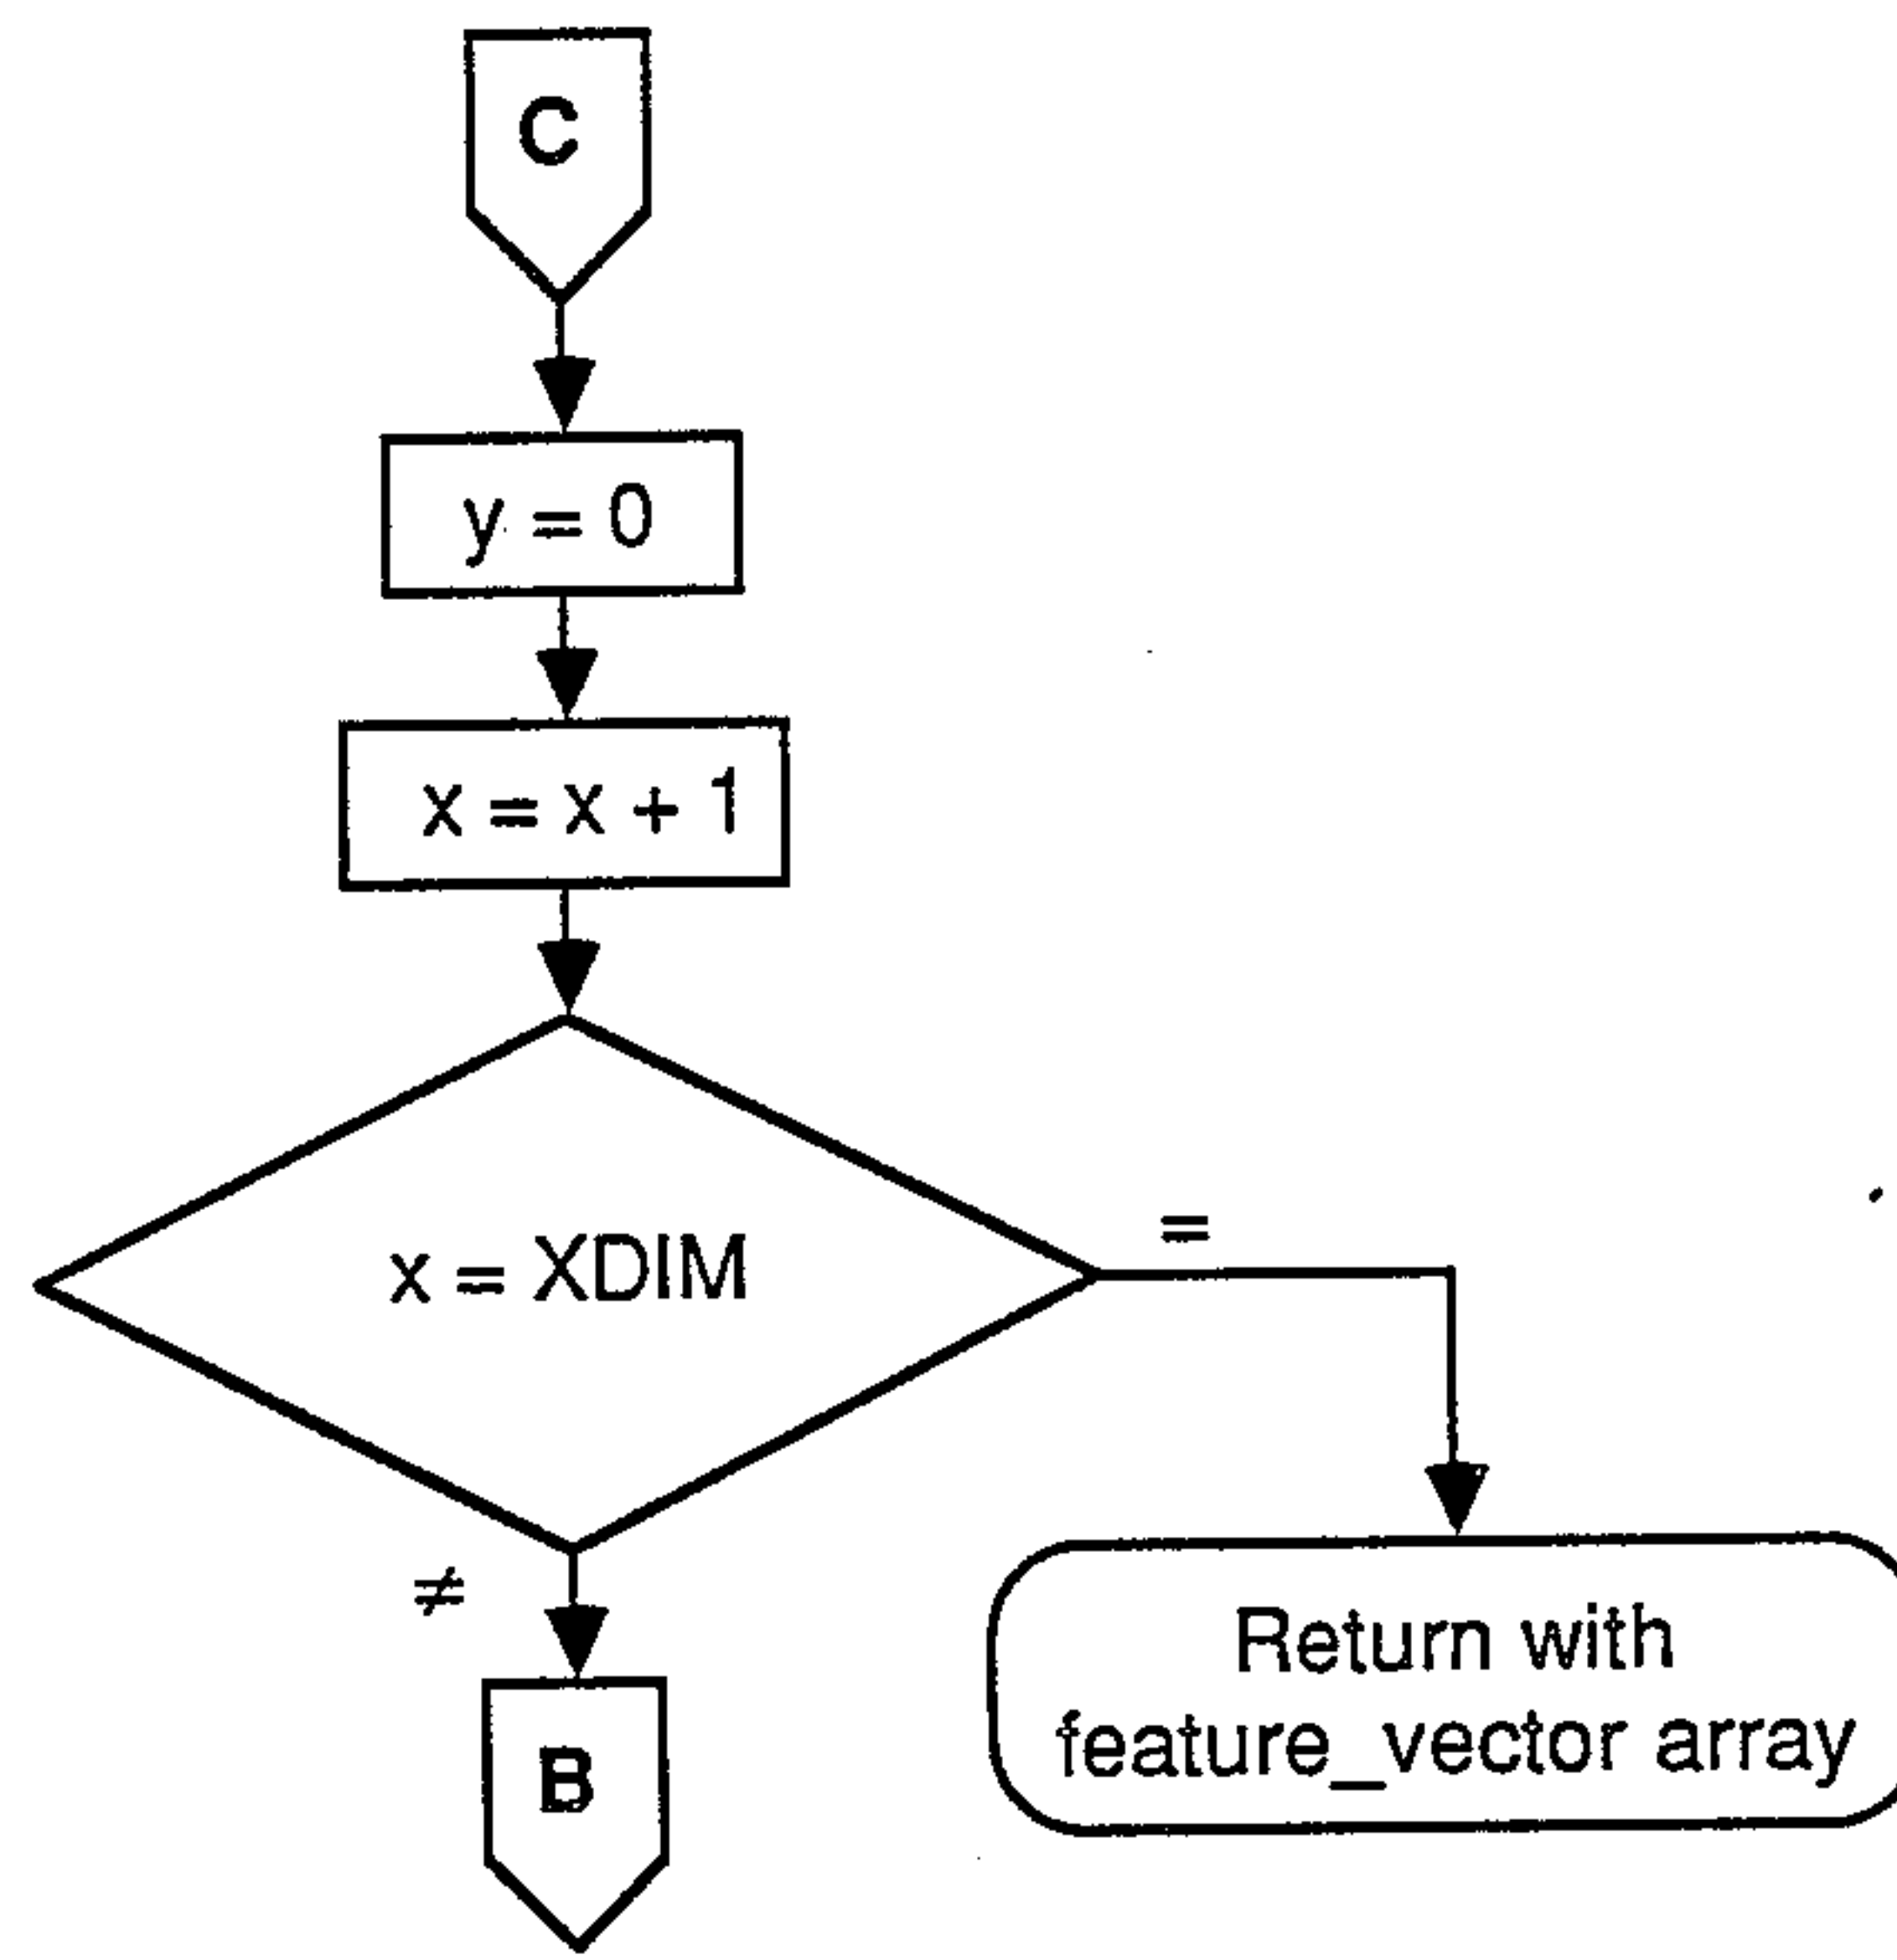 C
y = 0
x = x + 1
x = XDIM
=
≠
Return with
feature_vector array
B